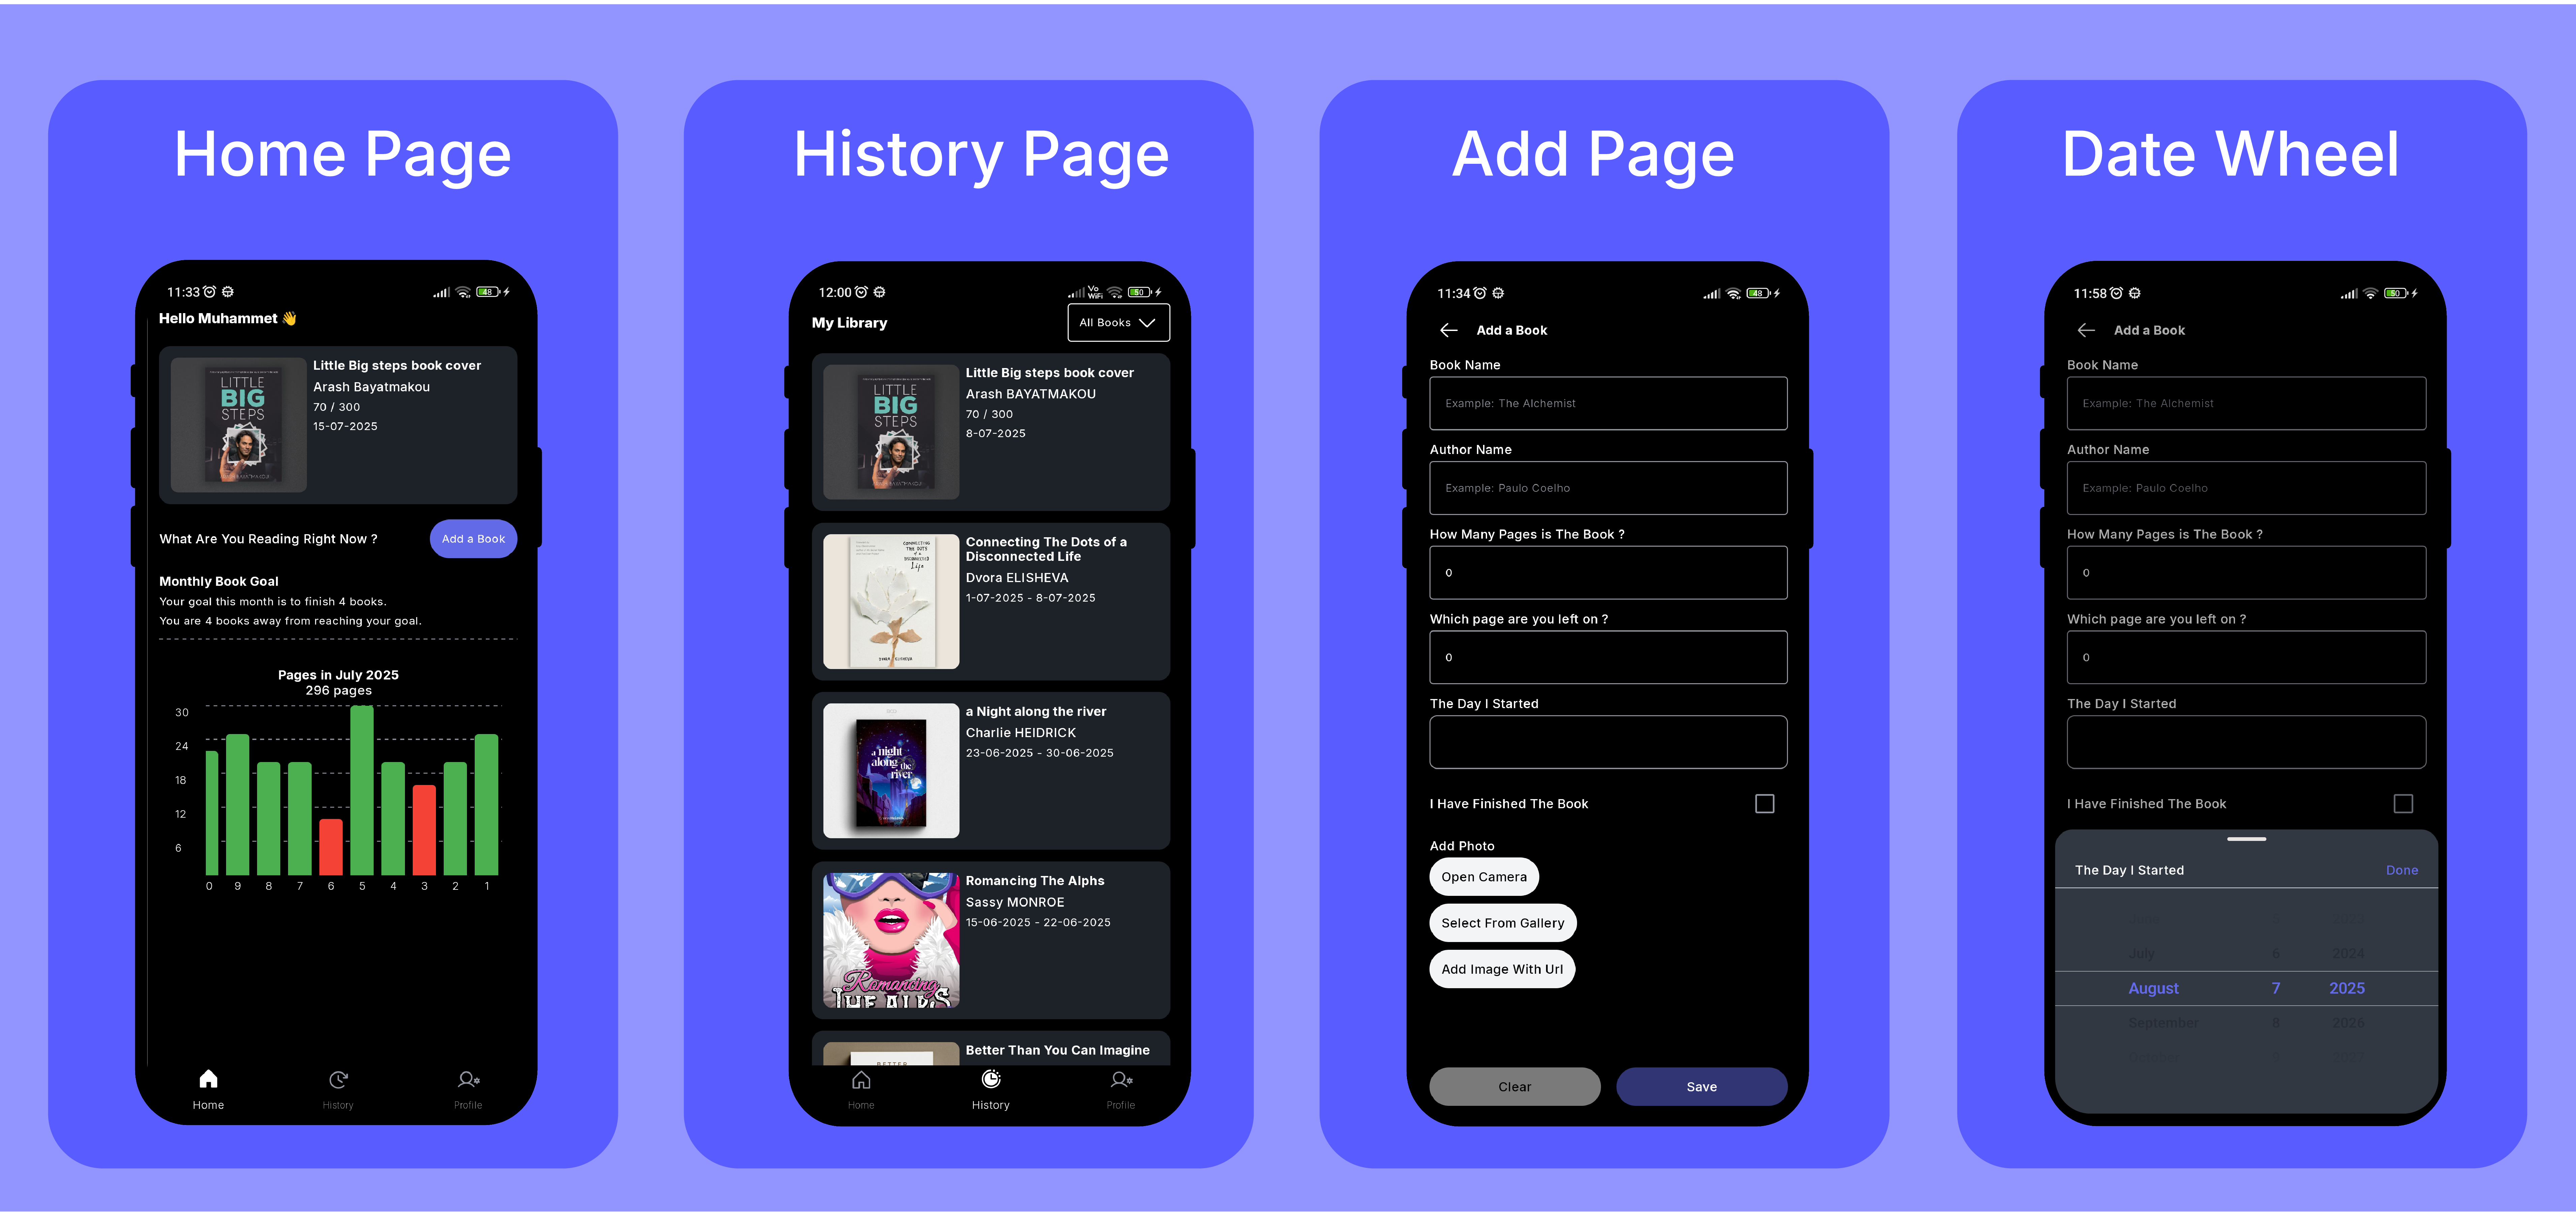 Home Page
11:33
48
Hello Muhammet 👋
LITTLE
BIG
STEPS
Little Big steps book cover
Arash Bayatmakou
70 / 300
15-07-2025
What Are You Reading Right Now ?
Add a Book
Monthly Book Goal
Your goal this month is to finish 4 books.
You are 4 books away from reaching your goal.
Pages in July 2025
296 pages
30
24
18
12
6
0 9 8 7 6 5 4 3 2 1
Home
History
Profile
History Page
12:00
Vo
WiFi
50
My Library
All Books
LITTLE
BIG
STEPS
Little Big steps book cover
Arash BAYATMAKOU
70 / 300
8-07-2025
CONNECTING
THE DOTS
of a
Life
Connecting The Dots of a
Disconnected Life
Dvora ELISHEVA
1-07-2025 - 8-07-2025
a night
along the
river
a Night along the river
Charlie HEIDRICK
23-06-2025 - 30-06-2025
Romancing
THE ALPS
Romancing The Alphs
Sassy MONROE
15-06-2025 - 22-06-2025
BETTER
Better Than You Can Imagine
Home
History
Profile
Add Page
11:34
48
Add a Book
Book Name
Example: The Alchemist
Author Name
Example: Paulo Coelho
How Many Pages is The Book ?
0
Which page are you left on ?
0
The Day I Started
I Have Finished The Book
Add Photo
Open Camera
Select From Gallery
Add Image With Url
Clear
Save
Date Wheel
11:58
50
Add a Book
Book Name
Example: The Alchemist
Author Name
Example: Paulo Coelho
How Many Pages is The Book ?
0
Which page are you left on ?
0
The Day I Started
I Have Finished The Book
The Day I Started
Done
July 6 2024
August 7 2025
September 8 2026